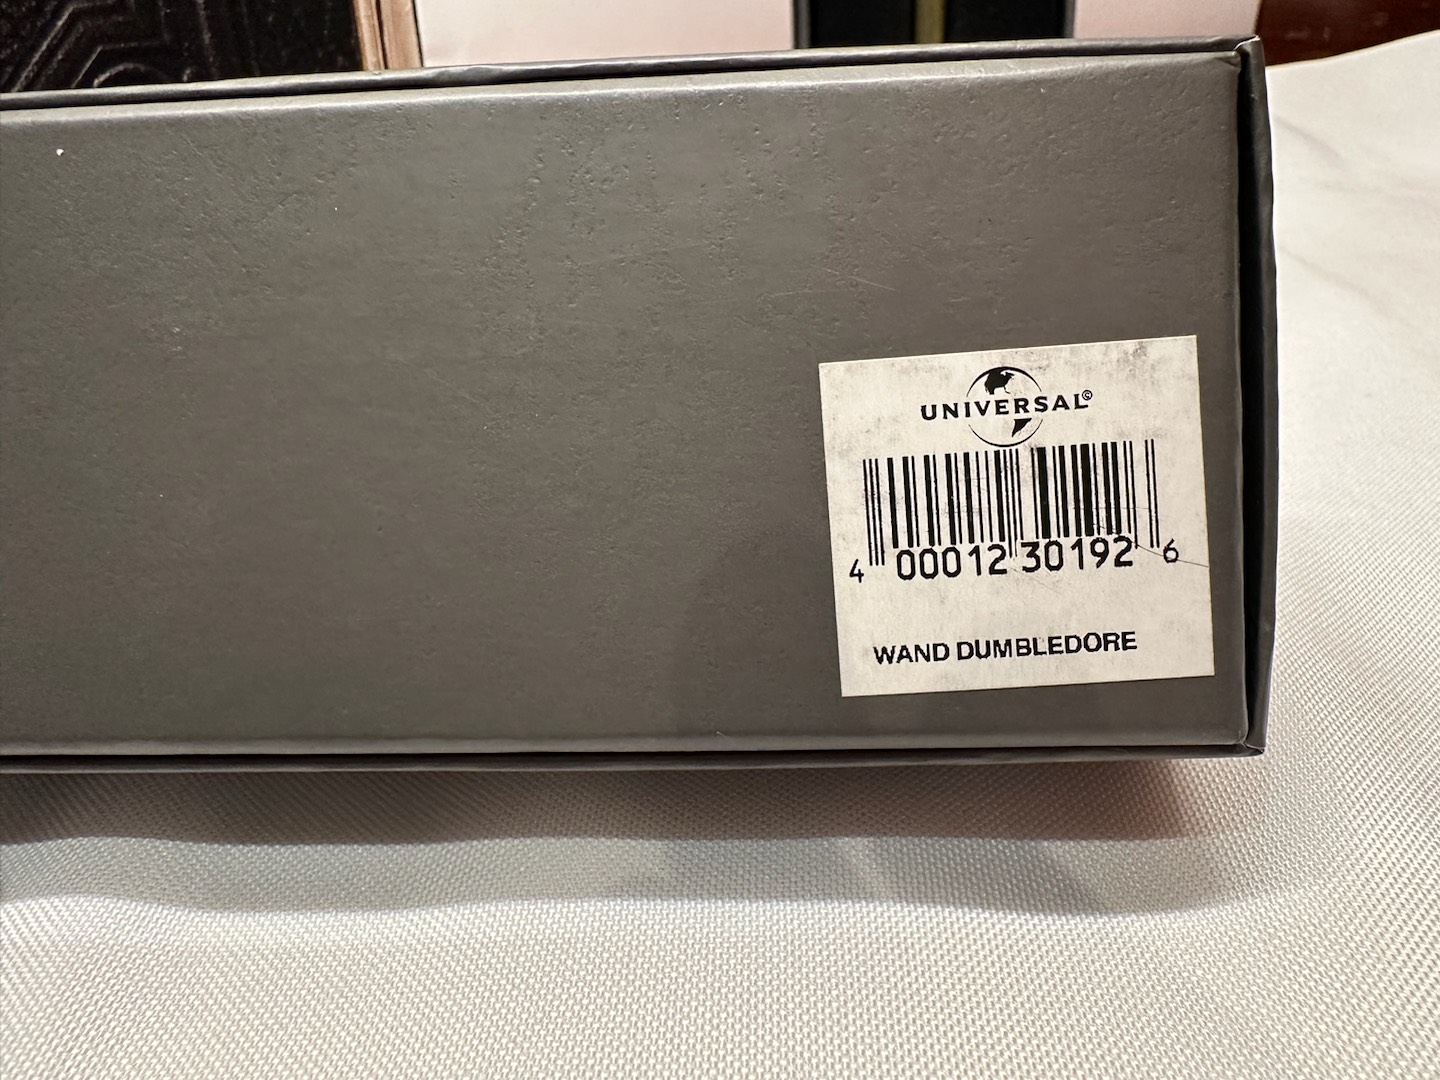 UNIVERSAL©
4 00012 30192 6
WAND DUMBLEDORE